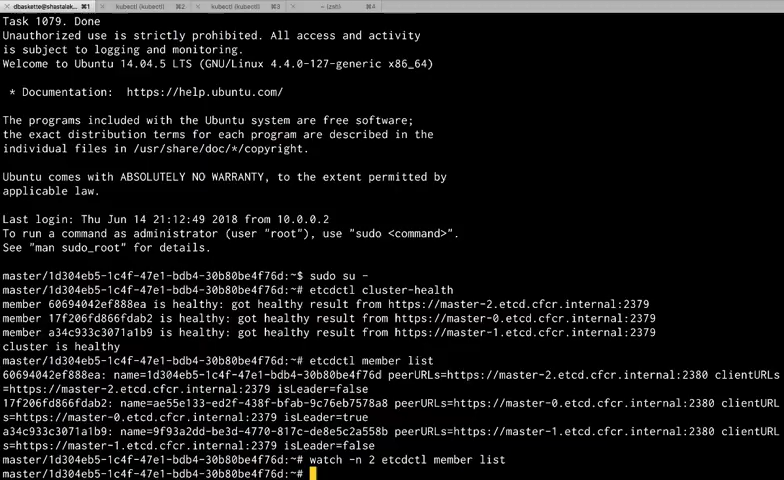 dbaskette@shastalak... ⌘1 kubectl (kubectl) ⌘2 kubectl (kubectl) ⌘3 ~ (zsh) ⌘4
Task 1079. Done
Unauthorized use is strictly prohibited. All access and activity
is subject to logging and monitoring.
Welcome to Ubuntu 14.04.5 LTS (GNU/Linux 4.4.0-127-generic x86_64)
* Documentation: https://help.ubuntu.com/
The programs included with the Ubuntu system are free software;
the exact distribution terms for each program are described in the
individual files in /usr/share/doc/*/copyright.
Ubuntu comes with ABSOLUTELY NO WARRANTY, to the extent permitted by
applicable law.
Last login: Thu Jun 14 21:12:49 2018 from 10.0.0.2
To run a command as administrator (user "root"), use "sudo <command>".
See "man sudo_root" for details.
master/1d304eb5-1c4f-47e1-bdb4-30b80be4f76d:~$ sudo su -
master/1d304eb5-1c4f-47e1-bdb4-30b80be4f76d:~# etcdctl cluster-health
member 60694042ef888ea is healthy: got healthy result from https://master-2.etcd.cfcr.internal:2379
member 17f206fd866fdab2 is healthy: got healthy result from https://master-0.etcd.cfcr.internal:2379
member a34c933c3071a1b9 is healthy: got healthy result from https://master-1.etcd.cfcr.internal:2379
cluster is healthy
master/1d304eb5-1c4f-47e1-bdb4-30b80be4f76d:~# etcdctl member list
60694042ef888ea: name=1d304eb5-1c4f-47e1-bdb4-30b80be4f76d peerURLs=https://master-2.etcd.cfcr.internal:2380 clientURLs
=https://master-2.etcd.cfcr.internal:2379 isLeader=false
17f206fd866fdab2: name=ae55e133-ed2f-438f-bfab-9c76eb7578a8 peerURLs=https://master-0.etcd.cfcr.internal:2380 clientURL
s=https://master-0.etcd.cfcr.internal:2379 isLeader=true
a34c933c3071a1b9: name=9f93a2dd-be3d-4770-817c-de8e5c2a558b peerURLs=https://master-1.etcd.cfcr.internal:2380 clientURL
s=https://master-1.etcd.cfcr.internal:2379 isLeader=false
master/1d304eb5-1c4f-47e1-bdb4-30b80be4f76d:~# watch -n 2 etcdctl member list
master/1d304eb5-1c4f-47e1-bdb4-30b80be4f76d:~#